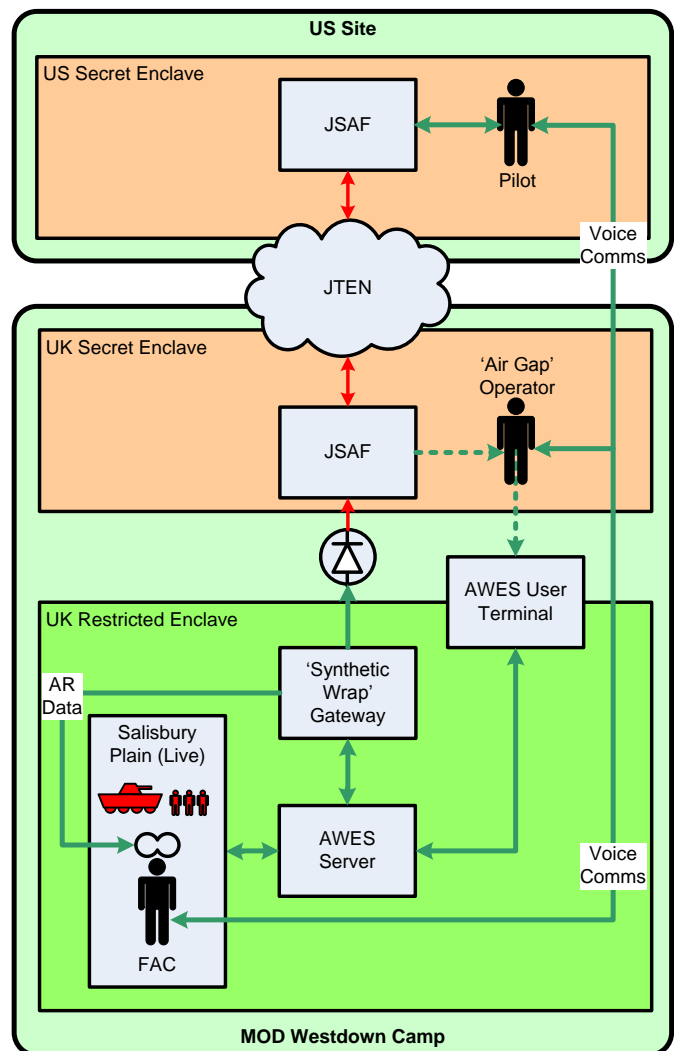 US Site
US Secret Enclave
JSAF
Pilot
Voice
Comms
JTEN
UK Secret Enclave
‘Air Gap’
Operator
JSAF
AWES User
Terminal
UK Restricted Enclave
‘Synthetic
Wrap’
Gateway
AR
Data
Salisbury
Plain (Live)
AWES
Server
Voice
Comms
FAC
MOD Westdown Camp